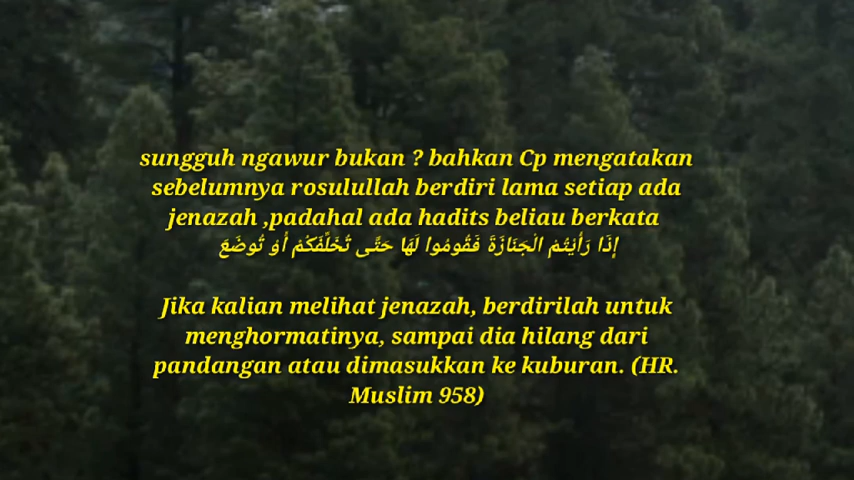 sungguh ngawur bukan ? bahkan Cp mengatakan
sebelumnya rosulullah berdiri lama setiap ada
jenazah ,padahal ada hadits beliau berkata
إِذَا رَأَيْتُمُ الْجَنَازَةَ فَقُومُوا لَهَا حَتَّى تُخَلِّفَكُمْ أَوْ تُوضَعَ
Jika kalian melihat jenazah, berdirilah untuk
menghormatinya, sampai dia hilang dari
pandangan atau dimasukkan ke kuburan. (HR.
Muslim 958)